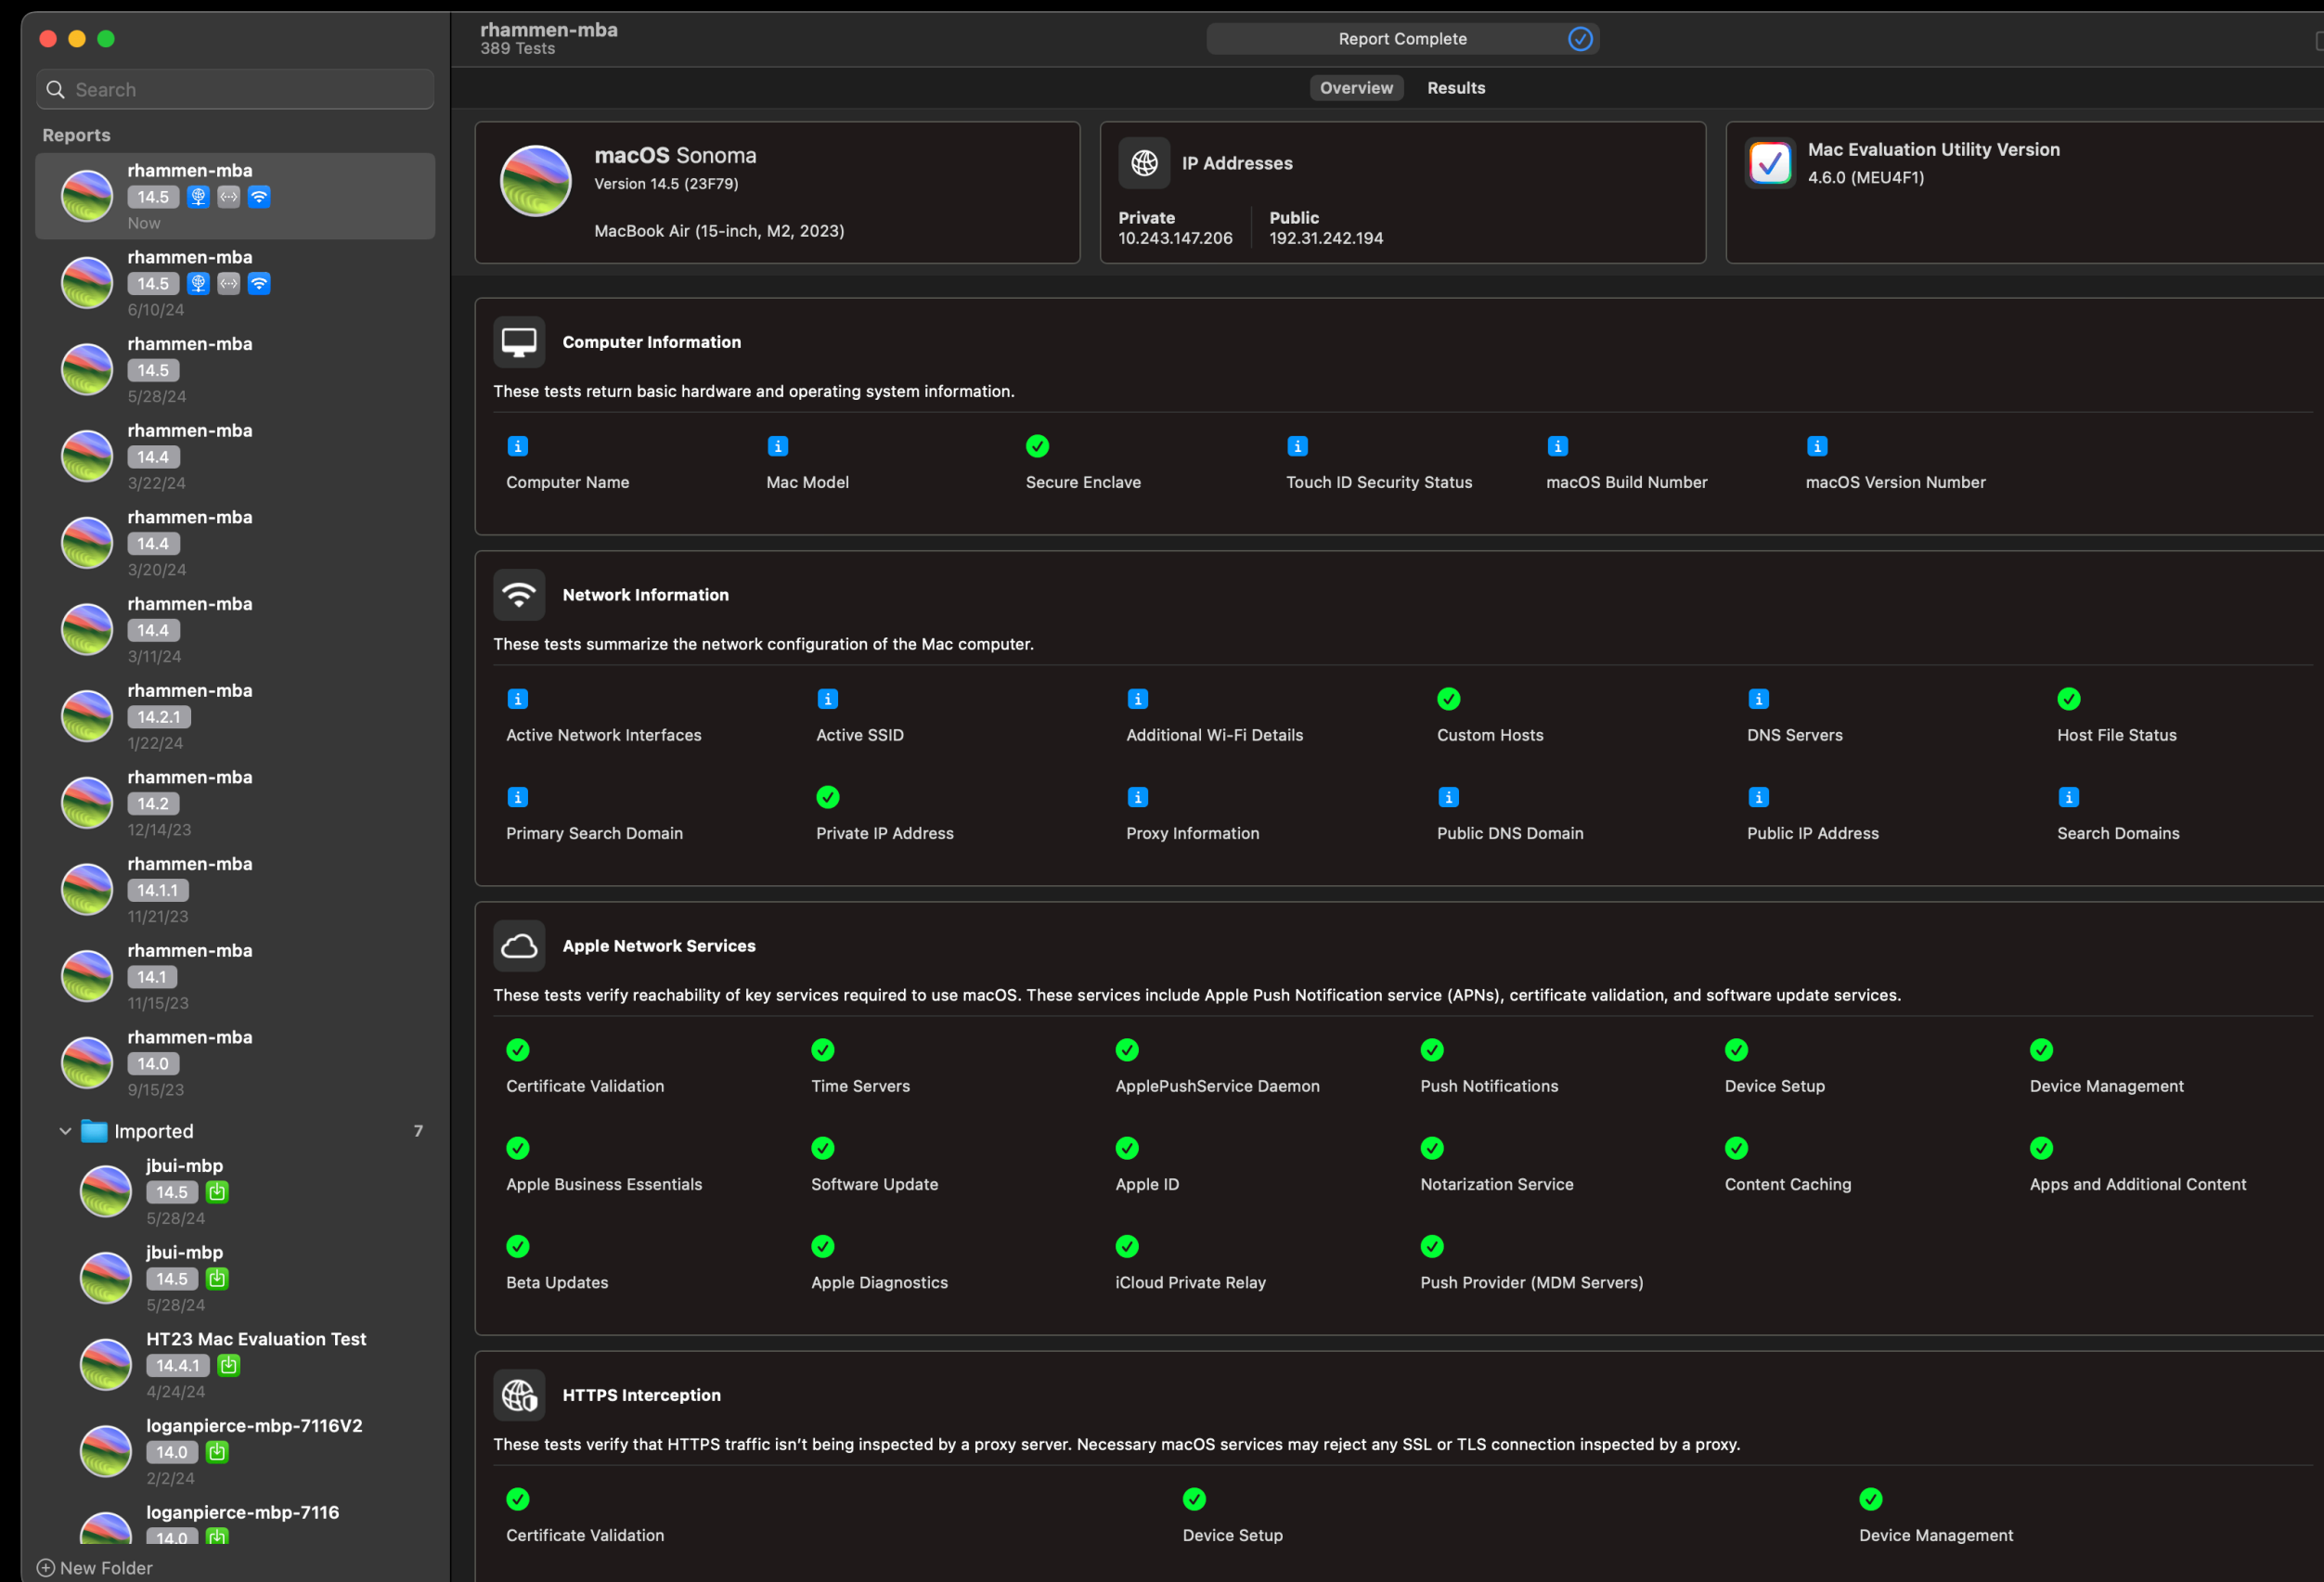 Search
Reports
rhammen-mba
14.5
Now
rhammen-mba
14.5
6/10/24
rhammen-mba
14.5
5/28/24
rhammen-mba
14.4
3/22/24
rhammen-mba
14.4
3/20/24
rhammen-mba
14.4
3/11/24
rhammen-mba
14.2.1
1/22/24
rhammen-mba
14.2
12/14/23
rhammen-mba
14.1.1
11/21/23
rhammen-mba
14.1
11/15/23
rhammen-mba
14.0
9/15/23
Imported 7
jbui-mbp
14.5
5/28/24
jbui-mbp
14.5
5/28/24
HT23 Mac Evaluation Test
14.4.1
4/24/24
loganpierce-mbp-7116V2
14.0
2/2/24
loganpierce-mbp-7116
14.0
New Folder
rhammen-mba
389 Tests
Report Complete
Overview Results
macOS Sonoma
Version 14.5 (23F79)
MacBook Air (15-inch, M2, 2023)
IP Addresses
Private Public
10.243.147.206 192.31.242.194
Mac Evaluation Utility Version
4.6.0 (MEU4F1)
Computer Information
These tests return basic hardware and operating system information.
Computer Name Mac Model Secure Enclave Touch ID Security Status macOS Build Number macOS Version Number
Network Information
These tests summarize the network configuration of the Mac computer.
Active Network Interfaces Active SSID Additional Wi-Fi Details Custom Hosts DNS Servers Host File Status
Primary Search Domain Private IP Address Proxy Information Public DNS Domain Public IP Address Search Domains
Apple Network Services
These tests verify reachability of key services required to use macOS. These services include Apple Push Notification service (APNs), certificate validation, and software update services.
Certificate Validation Time Servers ApplePushService Daemon Push Notifications Device Setup Device Management
Apple Business Essentials Software Update Apple ID Notarization Service Content Caching Apps and Additional Content
Beta Updates Apple Diagnostics iCloud Private Relay Push Provider (MDM Servers)
HTTPS Interception
These tests verify that HTTPS traffic isn't being inspected by a proxy server. Necessary macOS services may reject any SSL or TLS connection inspected by a proxy.
Certificate Validation Device Setup Device Management